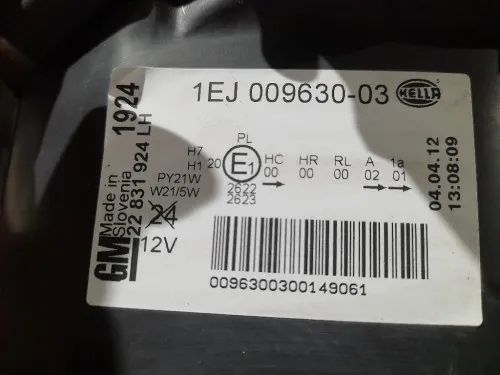 1EJ 009630-03 HELLA
GM
Made in
Slovenia
22 831 924 LH
1924
H7
H1
PY21W
W21/5W
24
12V
PL
20 E1
2622
2623
HC
00
HR
00
RL
00
A
02
1a
01
04.04.12
13:08:09
0096300300149061